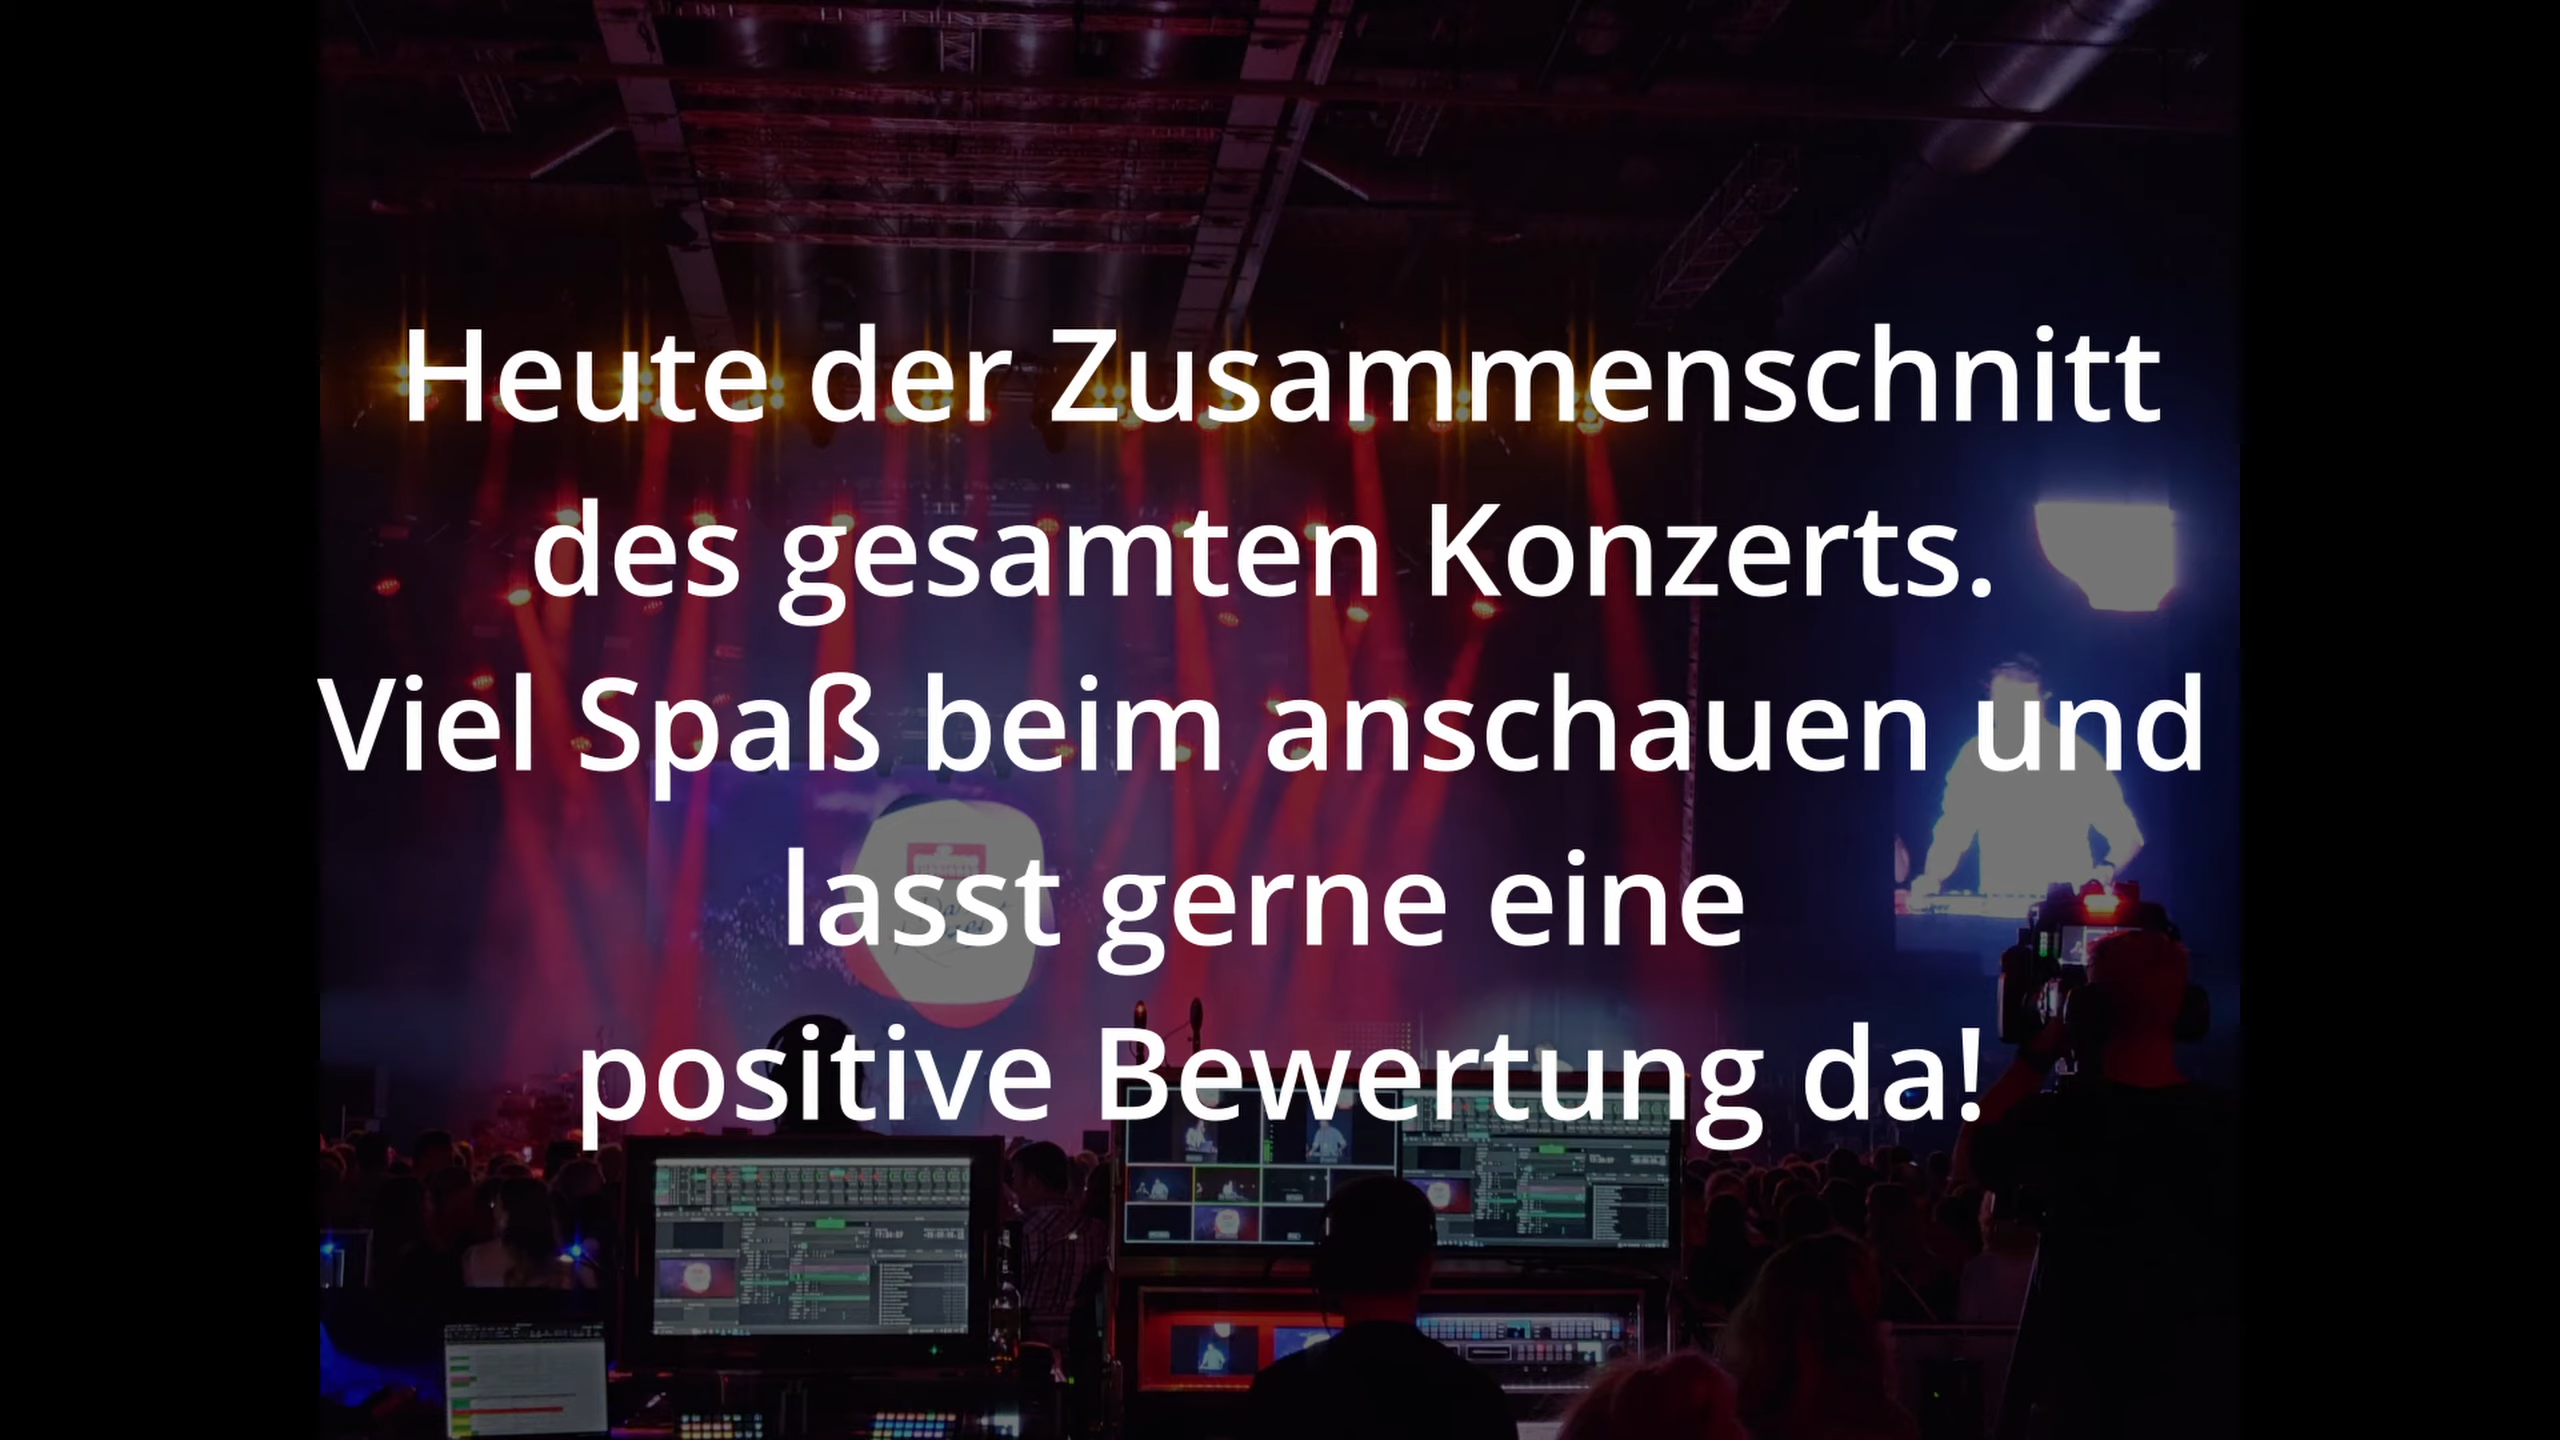 Heute der Zusammenschnitt
des gesamten Konzerts.
Viel Spaß beim anschauen und
lasst gerne eine
positive Bewertung da!